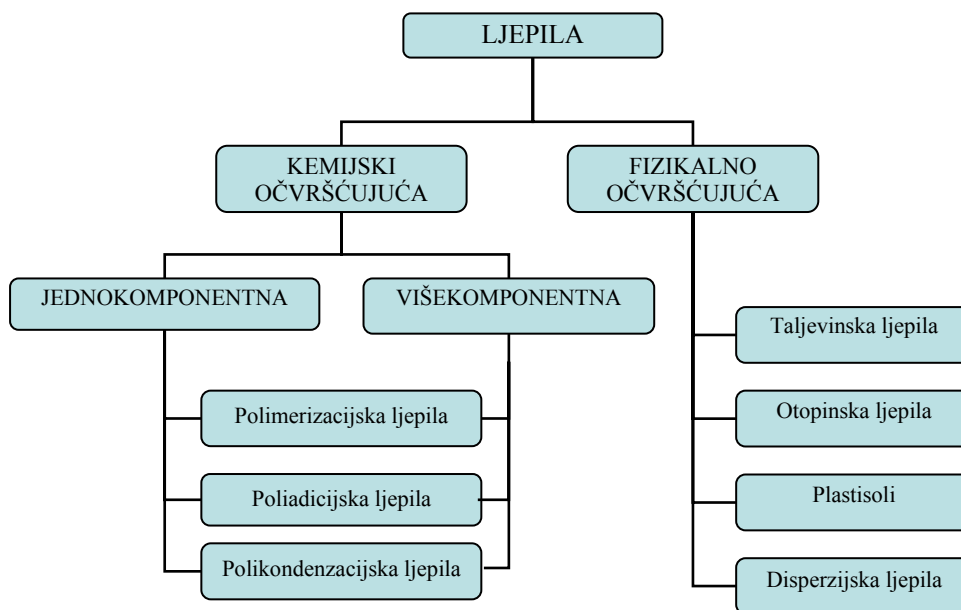 LJEPILA
KEMIJSKI
OČVRŠĆUJUĆA
FIZIKALNO
OČVRŠĆUJUĆA
JEDNOKOMPONENTNA
VIŠEKOMPONENTNA
Polimerizacijska ljepila
Poliadicijska ljepila
Polikondenzacijska ljepila
Taljevinska ljepila
Otopinska ljepila
Plastisoli
Disperzijska ljepila